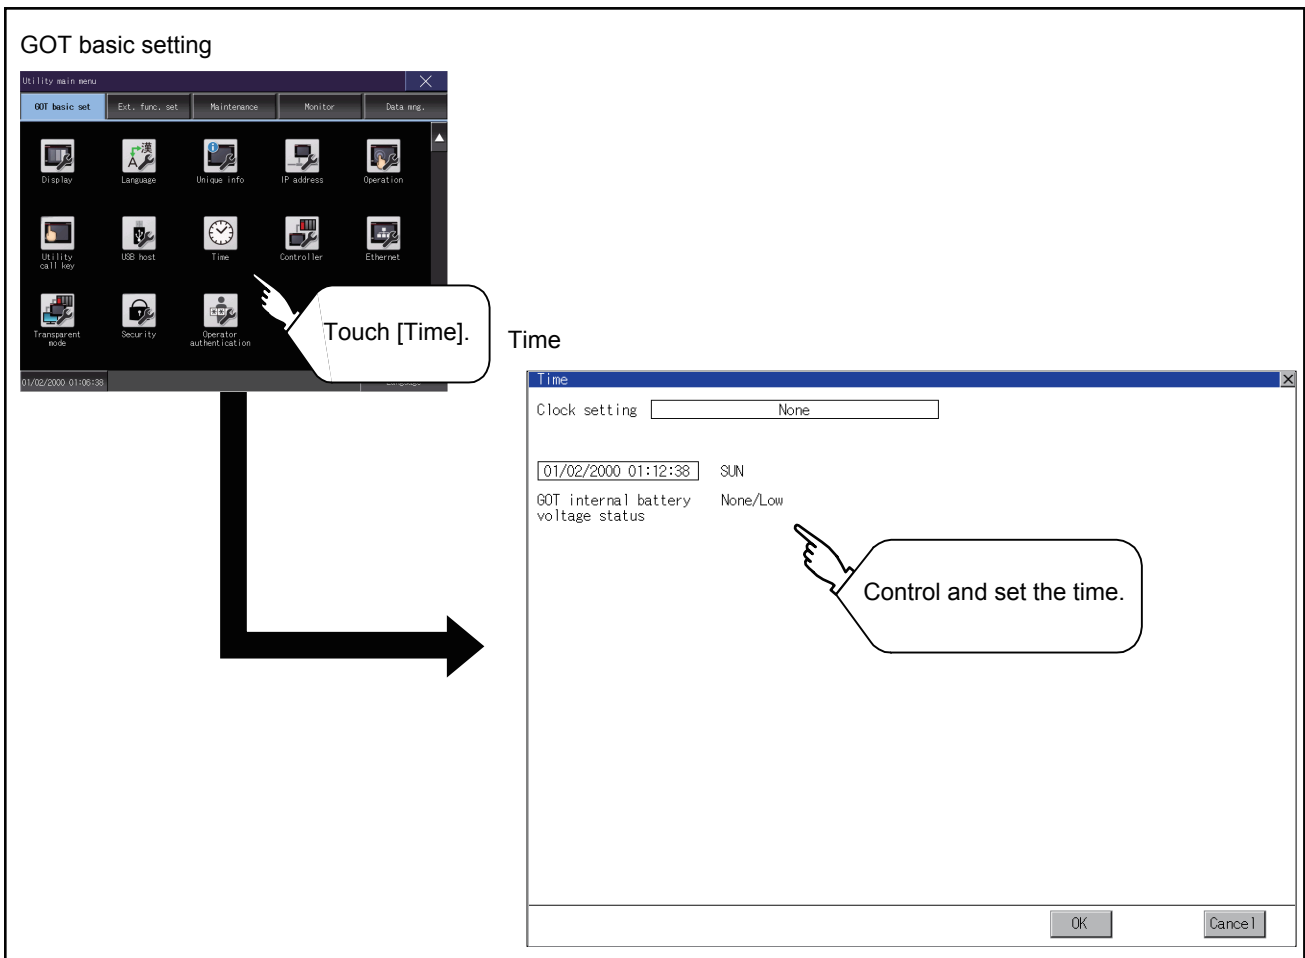 GOT basic setting
Utility main menu
GOT basic set Ext. func. set Maintenance Monitor Data mng.
漢
A
Display Language Unique info IP address Operation
Utility call key USB host Time Controller Ethernet
Transparent mode Security Operator authentication
Touch [Time].
01/02/2000 01:06:38
Time
Time
Clock setting None
01/02/2000 01:12:38 SUN
GOT internal battery None/Low
voltage status
Control and set the time.
OK Cancel